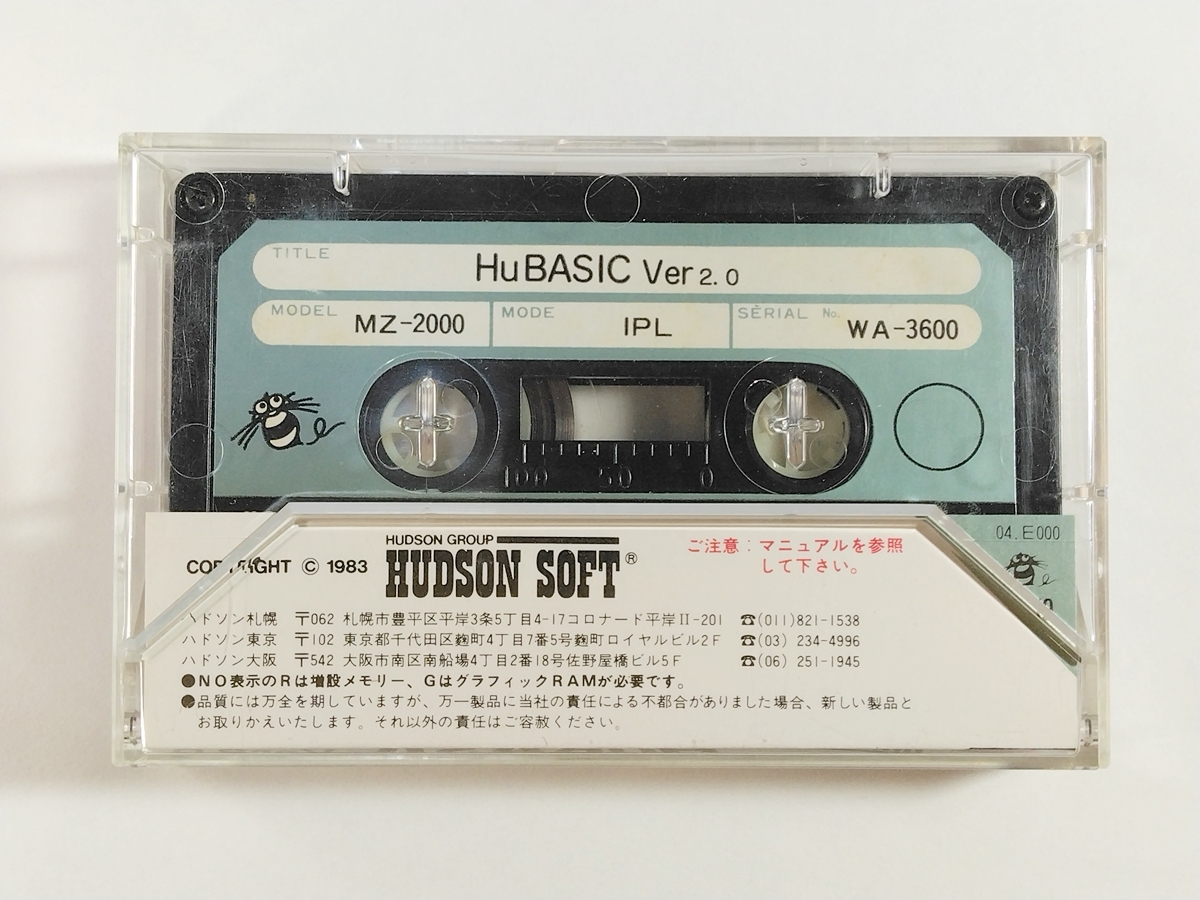 TITLE
HuBASIC Ver 2.0
MODEL MZ-2000 MODE IPL SERIAL No. WA-3600
100 50 0
04.E000
HUDSON GROUP
COPYRIGHT © 1983 HUDSON SOFT®
ご注意：マニュアルを参照
して下さい。
ハドソン札幌 〒062 札幌市豊平区平岸3条5丁目4-17コロナード平岸II-201 ☎(011)821-1538
ハドソン東京 〒102 東京都千代田区麹町4丁目7番5号麹町ロイヤルビル2F ☎(03) 234-4996
ハドソン大阪 〒542 大阪市南区南船場4丁目2番18号佐野屋橋ビル5F ☎(06) 251-1945
●NO表示のRは増設メモリー、GはグラフィックRAMが必要です。
●品質には万全を期していますが、万一製品に当社の責任による不都合がありました場合、新しい製品と
お取りかえいたします。それ以外の責任はご容赦ください。